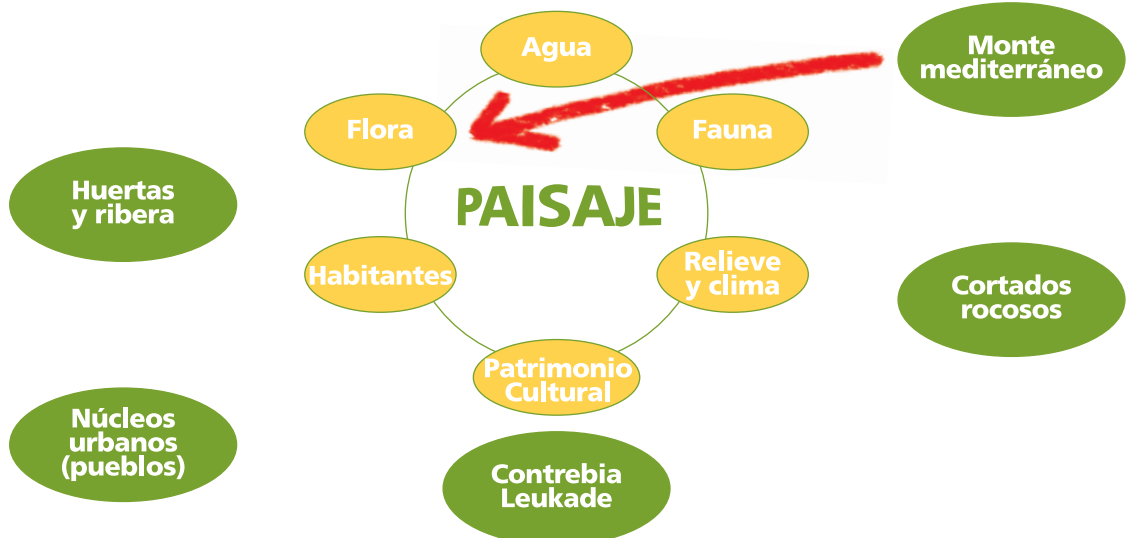 Agua
Monte
mediterráneo
Flora
Fauna
Huertas
y ribera
PAISAJE
Habitantes
Relieve
y clima
Cortados
rocosos
Patrimonio
Cultural
Núcleos
urbanos
(pueblos)
Contrebia
Leukade